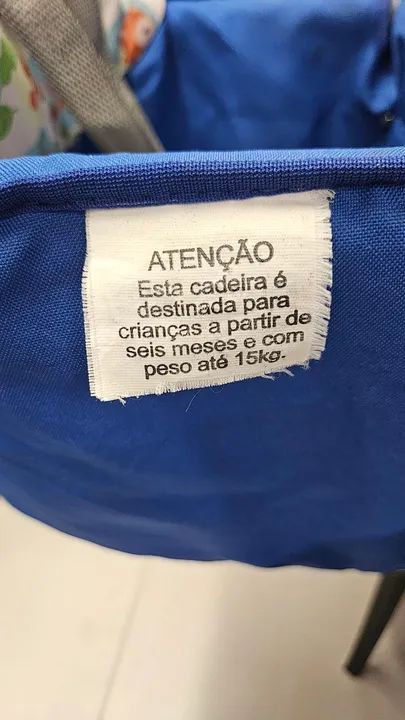 ATENÇÃO
Esta cadeira é
destinada para
crianças a partir de
seis meses e com
peso até 15kg.